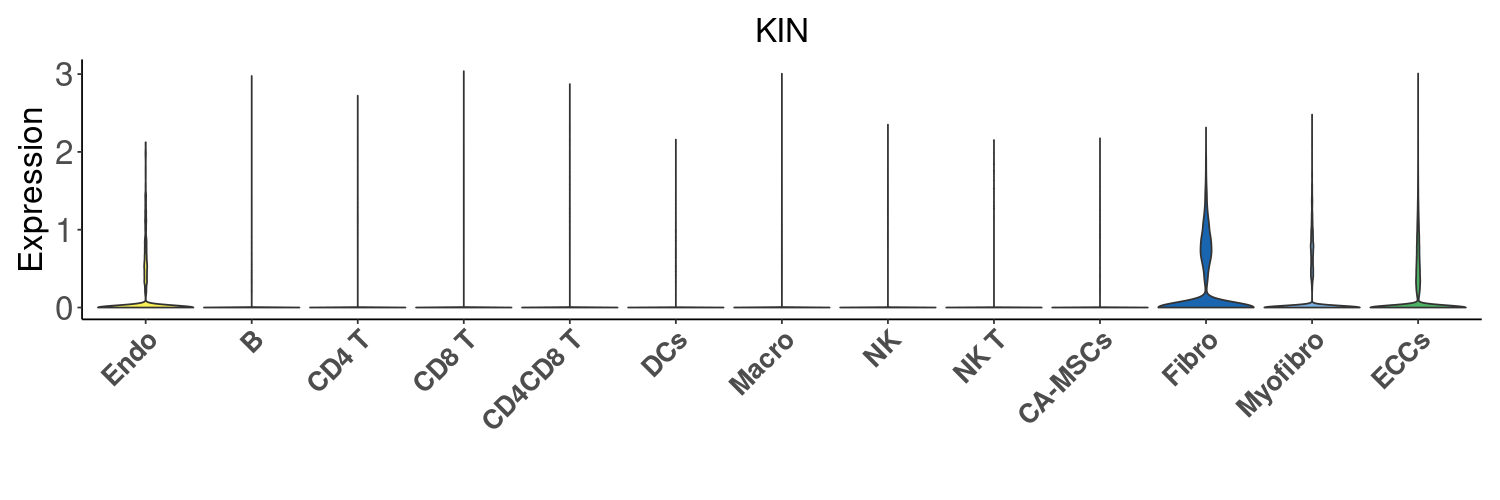 KIN
Expression
3
2
1
0
Endo
B
CD4 T
CD8 T
CD4CD8 T
DCs
Macro
NK
NK T
CA-MSCs
Fibro
Myofibro
ECCs